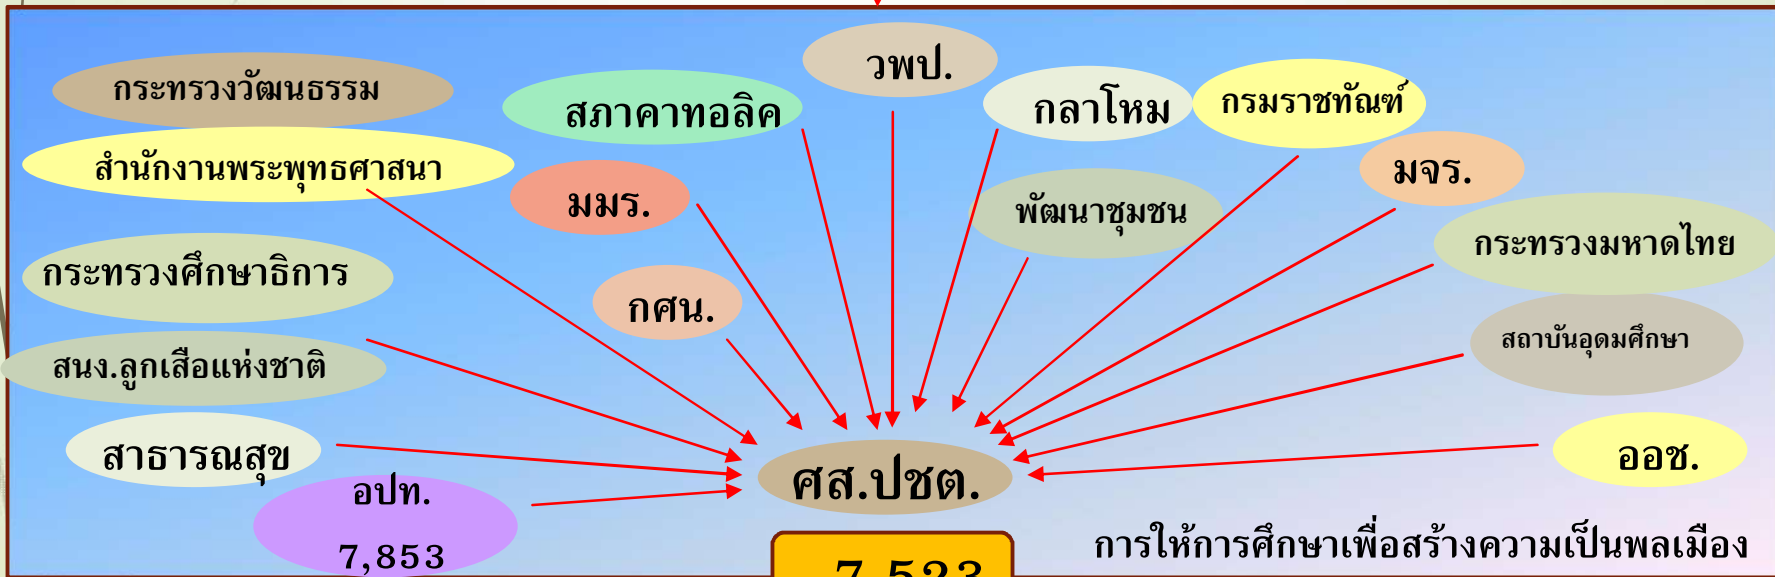 วพป.
กระทรวงวัฒนธรรม
สภาคาทอลิค
กลาโหม
กรมราชทัณฑ์
สำนักงานพระพุทธศาสนา
มมร.
มจร.
พัฒนาชุมชน
กระทรวงมหาดไทย
กระทรวงศึกษาธิการ
กศน.
สถาบันอุดมศึกษา
สนง.ลูกเสือแห่งชาติ
สาธารณสุข
ออช.
ศส.ปชต.
อปท.
7,853
การให้การศึกษาเพื่อสร้างความเป็นพลเมือง
7,523